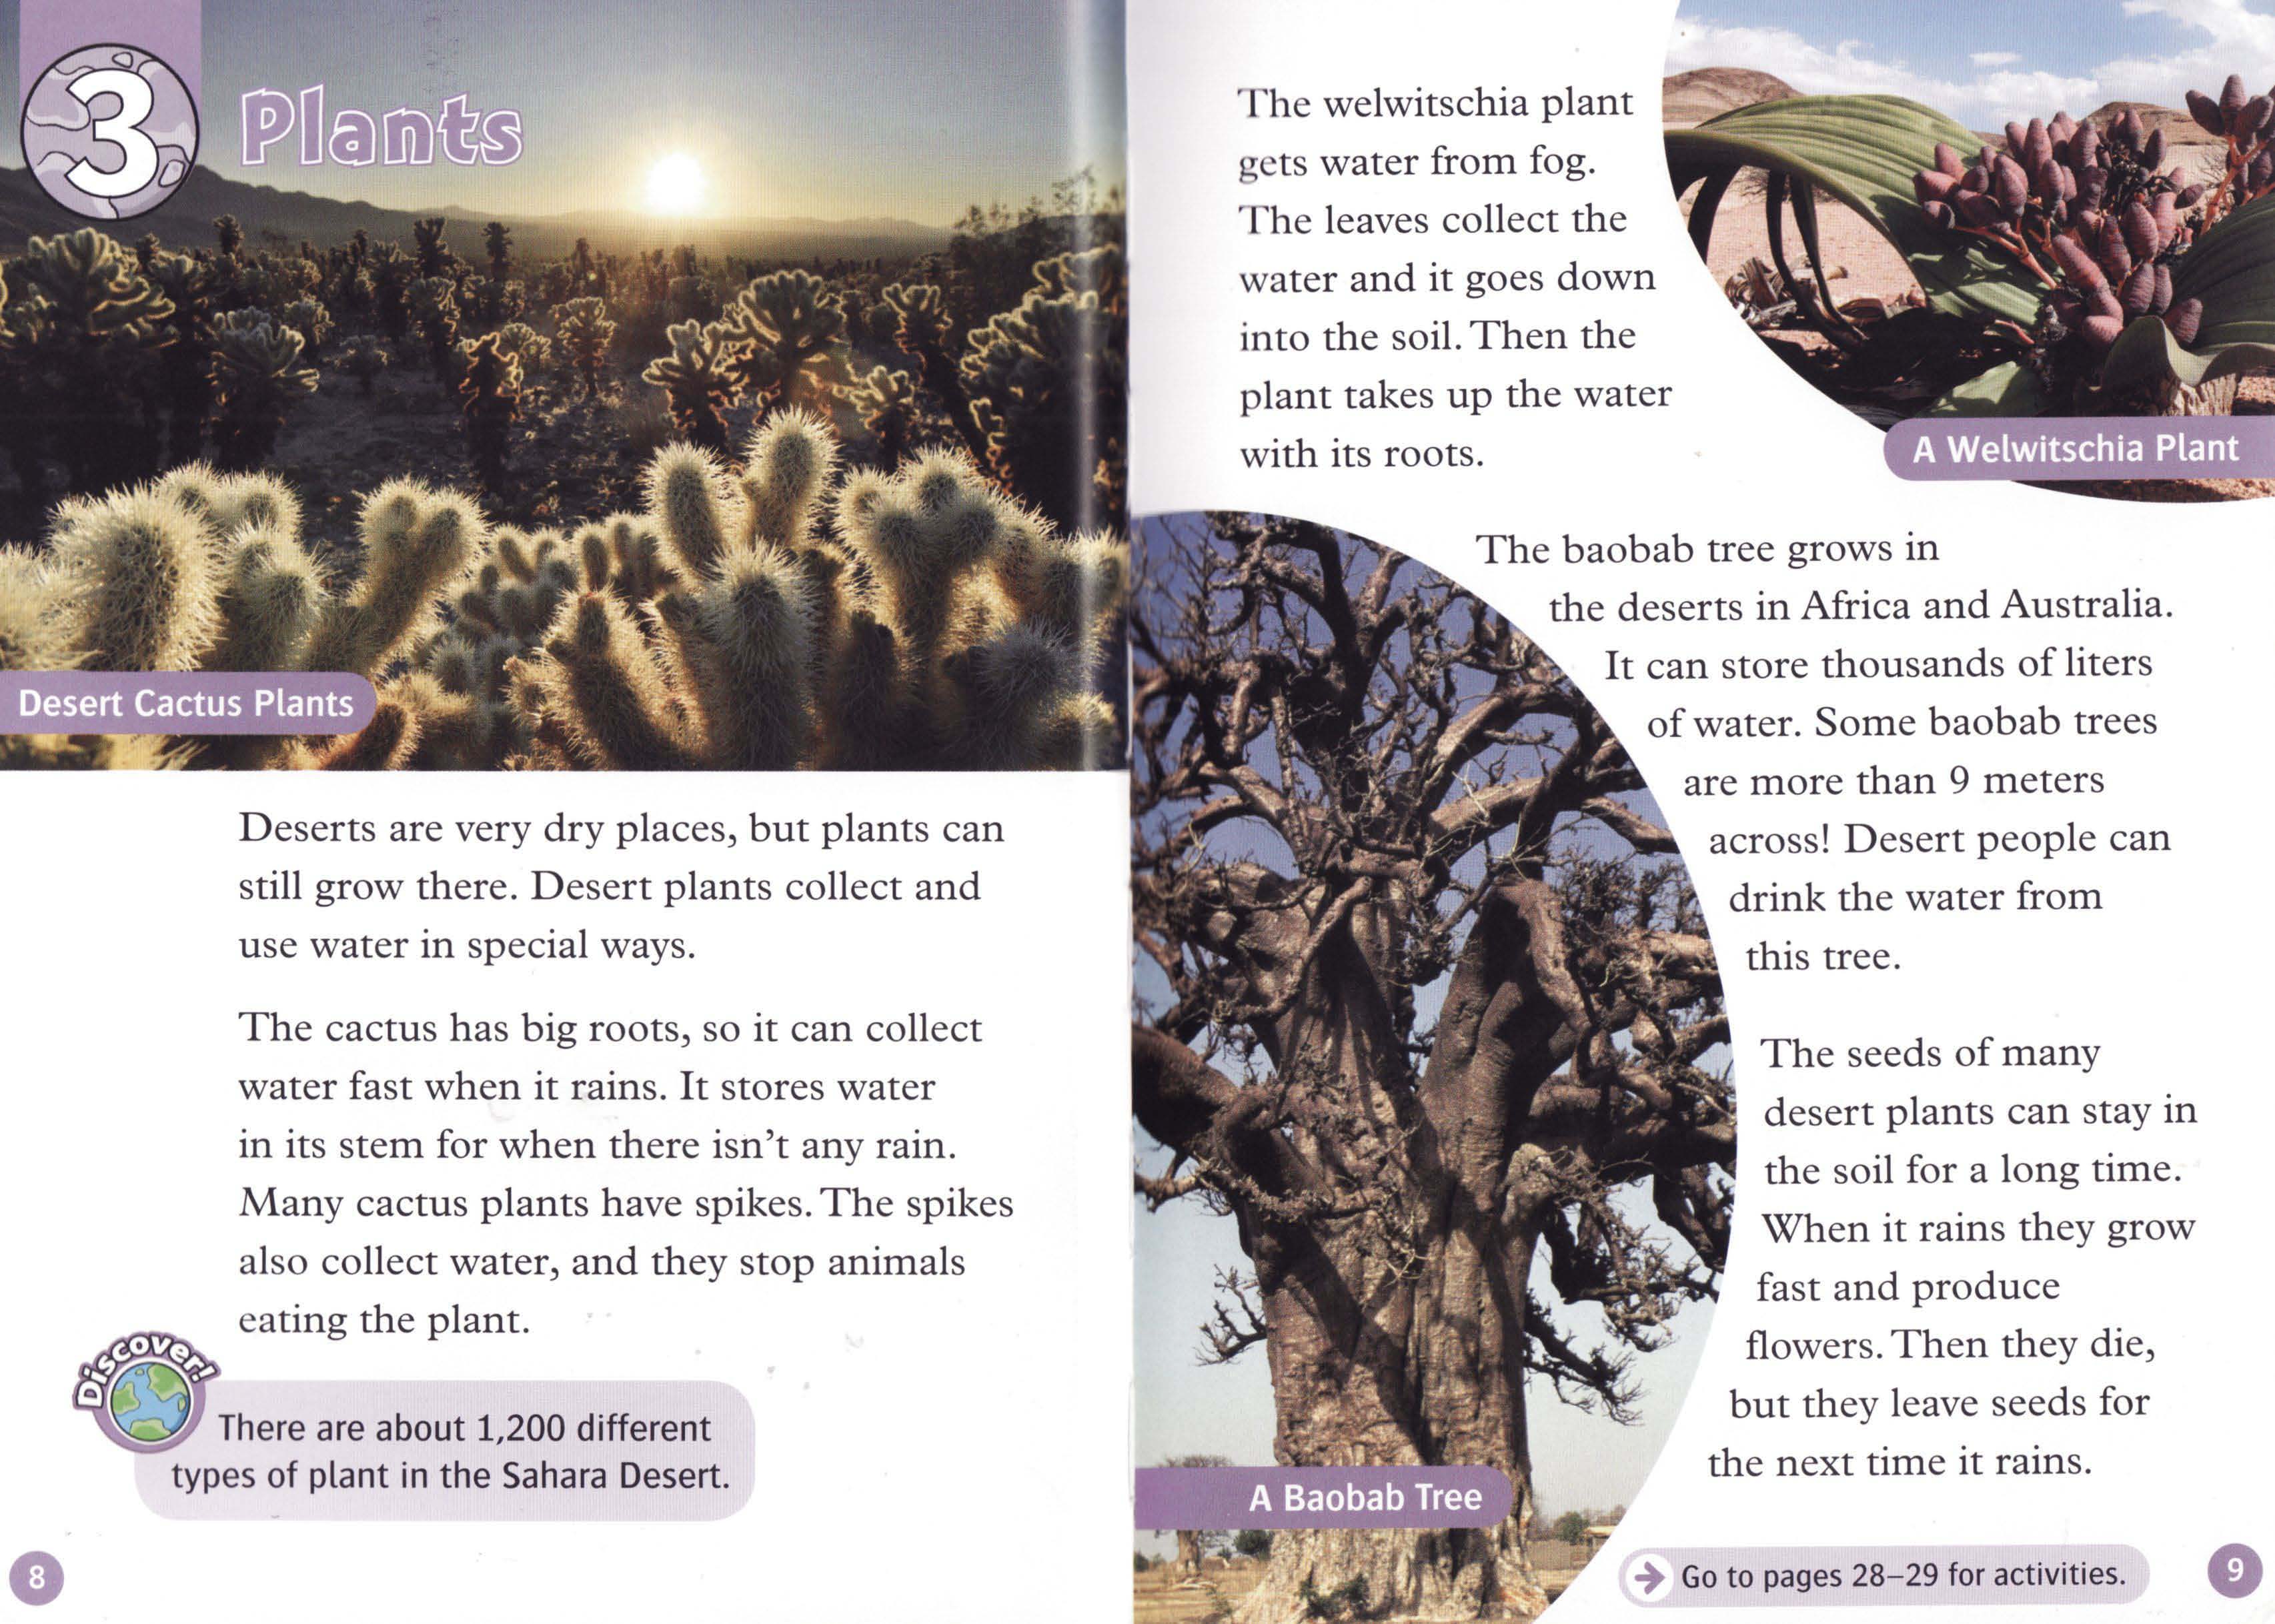 3
Plants
Desert Cactus Plants
Deserts are very dry places, but plants can
still grow there. Desert plants collect and
use water in special ways.
The cactus has big roots, so it can collect
water fast when it rains. It stores water
in its stem for when there isn't any rain.
Many cactus plants have spikes. The spikes
also collect water, and they stop animals
eating the plant.
Discover!
There are about 1,200 different
types of plant in the Sahara Desert.
8
The welwitschia plant
gets water from fog.
The leaves collect the
water and it goes down
into the soil. Then the
plant takes up the water
with its roots.
A Welwitschia Plant
The baobab tree grows in
the deserts in Africa and Australia.
It can store thousands of liters
of water. Some baobab trees
are more than 9 meters
across! Desert people can
drink the water from
this tree.
The seeds of many
desert plants can stay in
the soil for a long time.
When it rains they grow
fast and produce
flowers. Then they die,
but they leave seeds for
the next time it rains.
A Baobab Tree
Go to pages 28–29 for activities.
9